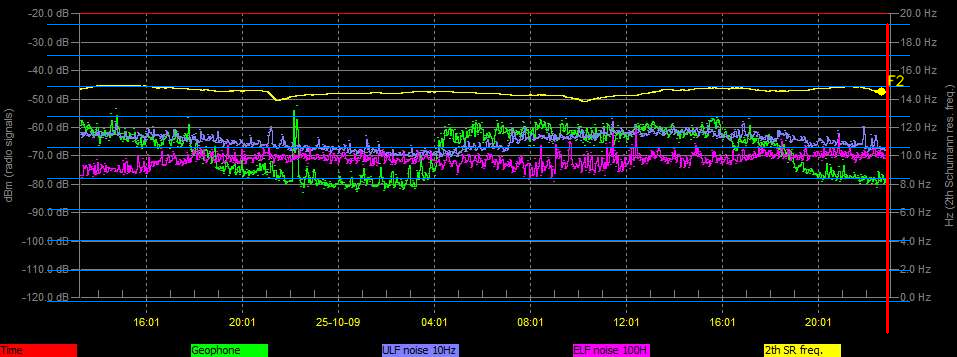 -20.0 dB 20.0 Hz
-30.0 dB 18.0 Hz
-40.0 dB 16.0 Hz
F2
-50.0 dB 14.0 Hz
-60.0 dB 12.0 Hz
-70.0 dB 10.0 Hz
-80.0 dB 8.0 Hz
-90.0 dB 6.0 Hz
-100.0 dB 4.0 Hz
-110.0 dB 2.0 Hz
-120.0 dB 0.0 Hz
dBm (radio signals)
Hz (2th Schumann res. freq.)
16:01 20:01 25-10-09 04:01 08:01 12:01 16:01 20:01
Time Geophone ULF noise 10Hz ELF noise 100H 2th SR freq.